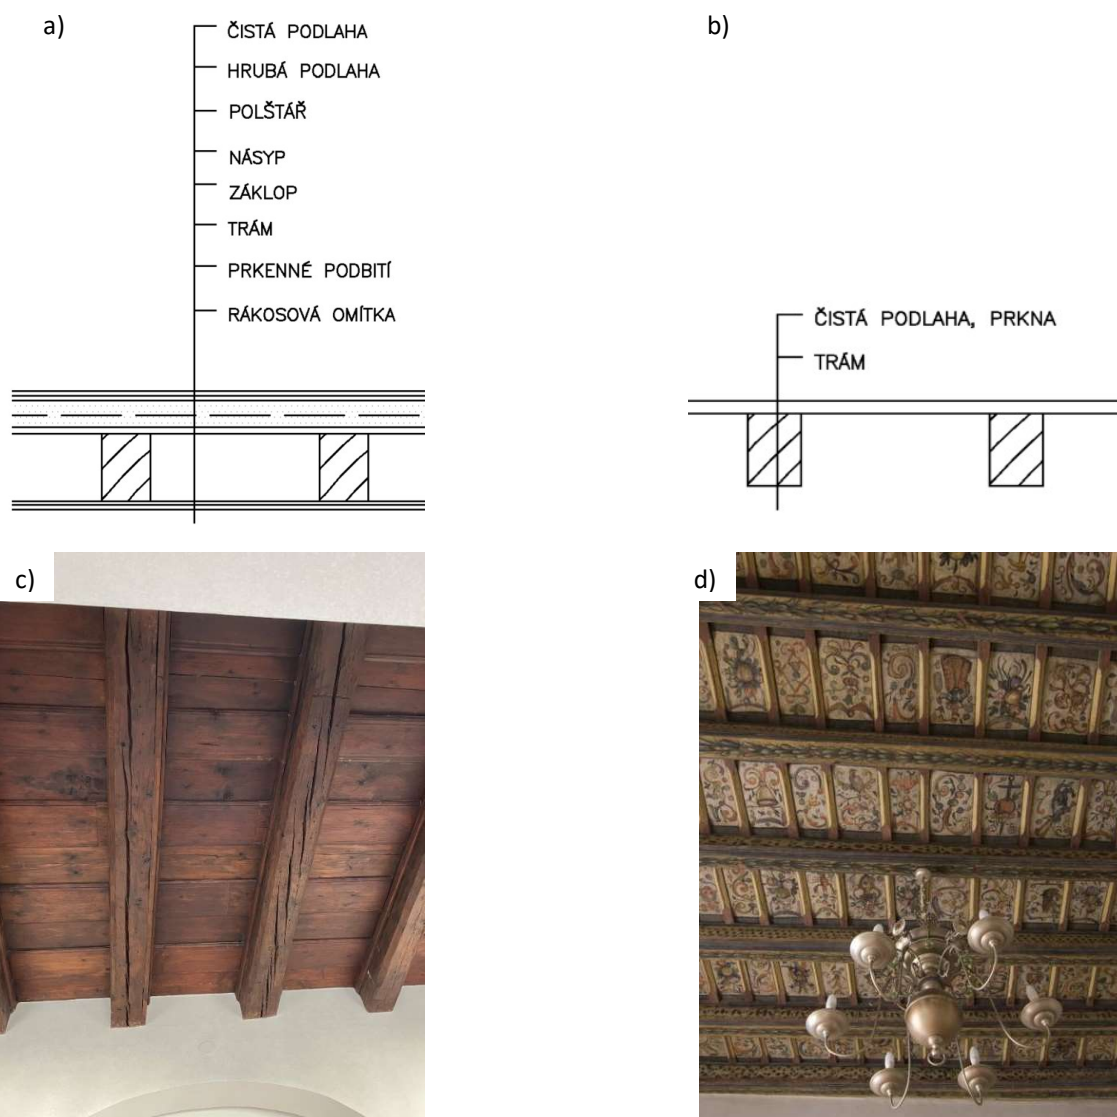 a)
ČISTÁ PODLAHA
HRUBÁ PODLAHA
POLŠTÁŘ
NÁSYP
ZÁKLOP
TRÁM
PRKENNÉ PODBITÍ
RÁKOSOVÁ OMÍTKA
b)
ČISTÁ PODLAHA, PRKNA
TRÁM
c)
d)